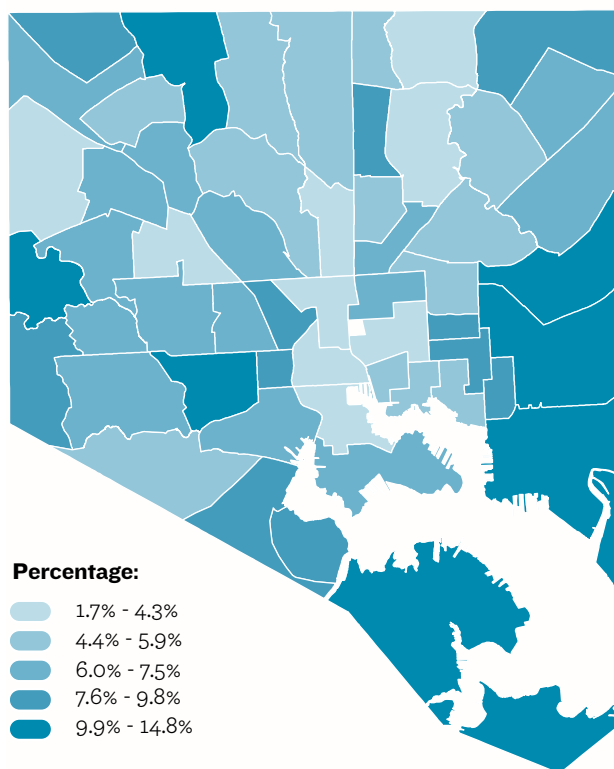 Percentage:
1.7% - 4.3%
4.4% - 5.9%
6.0% - 7.5%
7.6% - 9.8%
9.9% - 14.8%